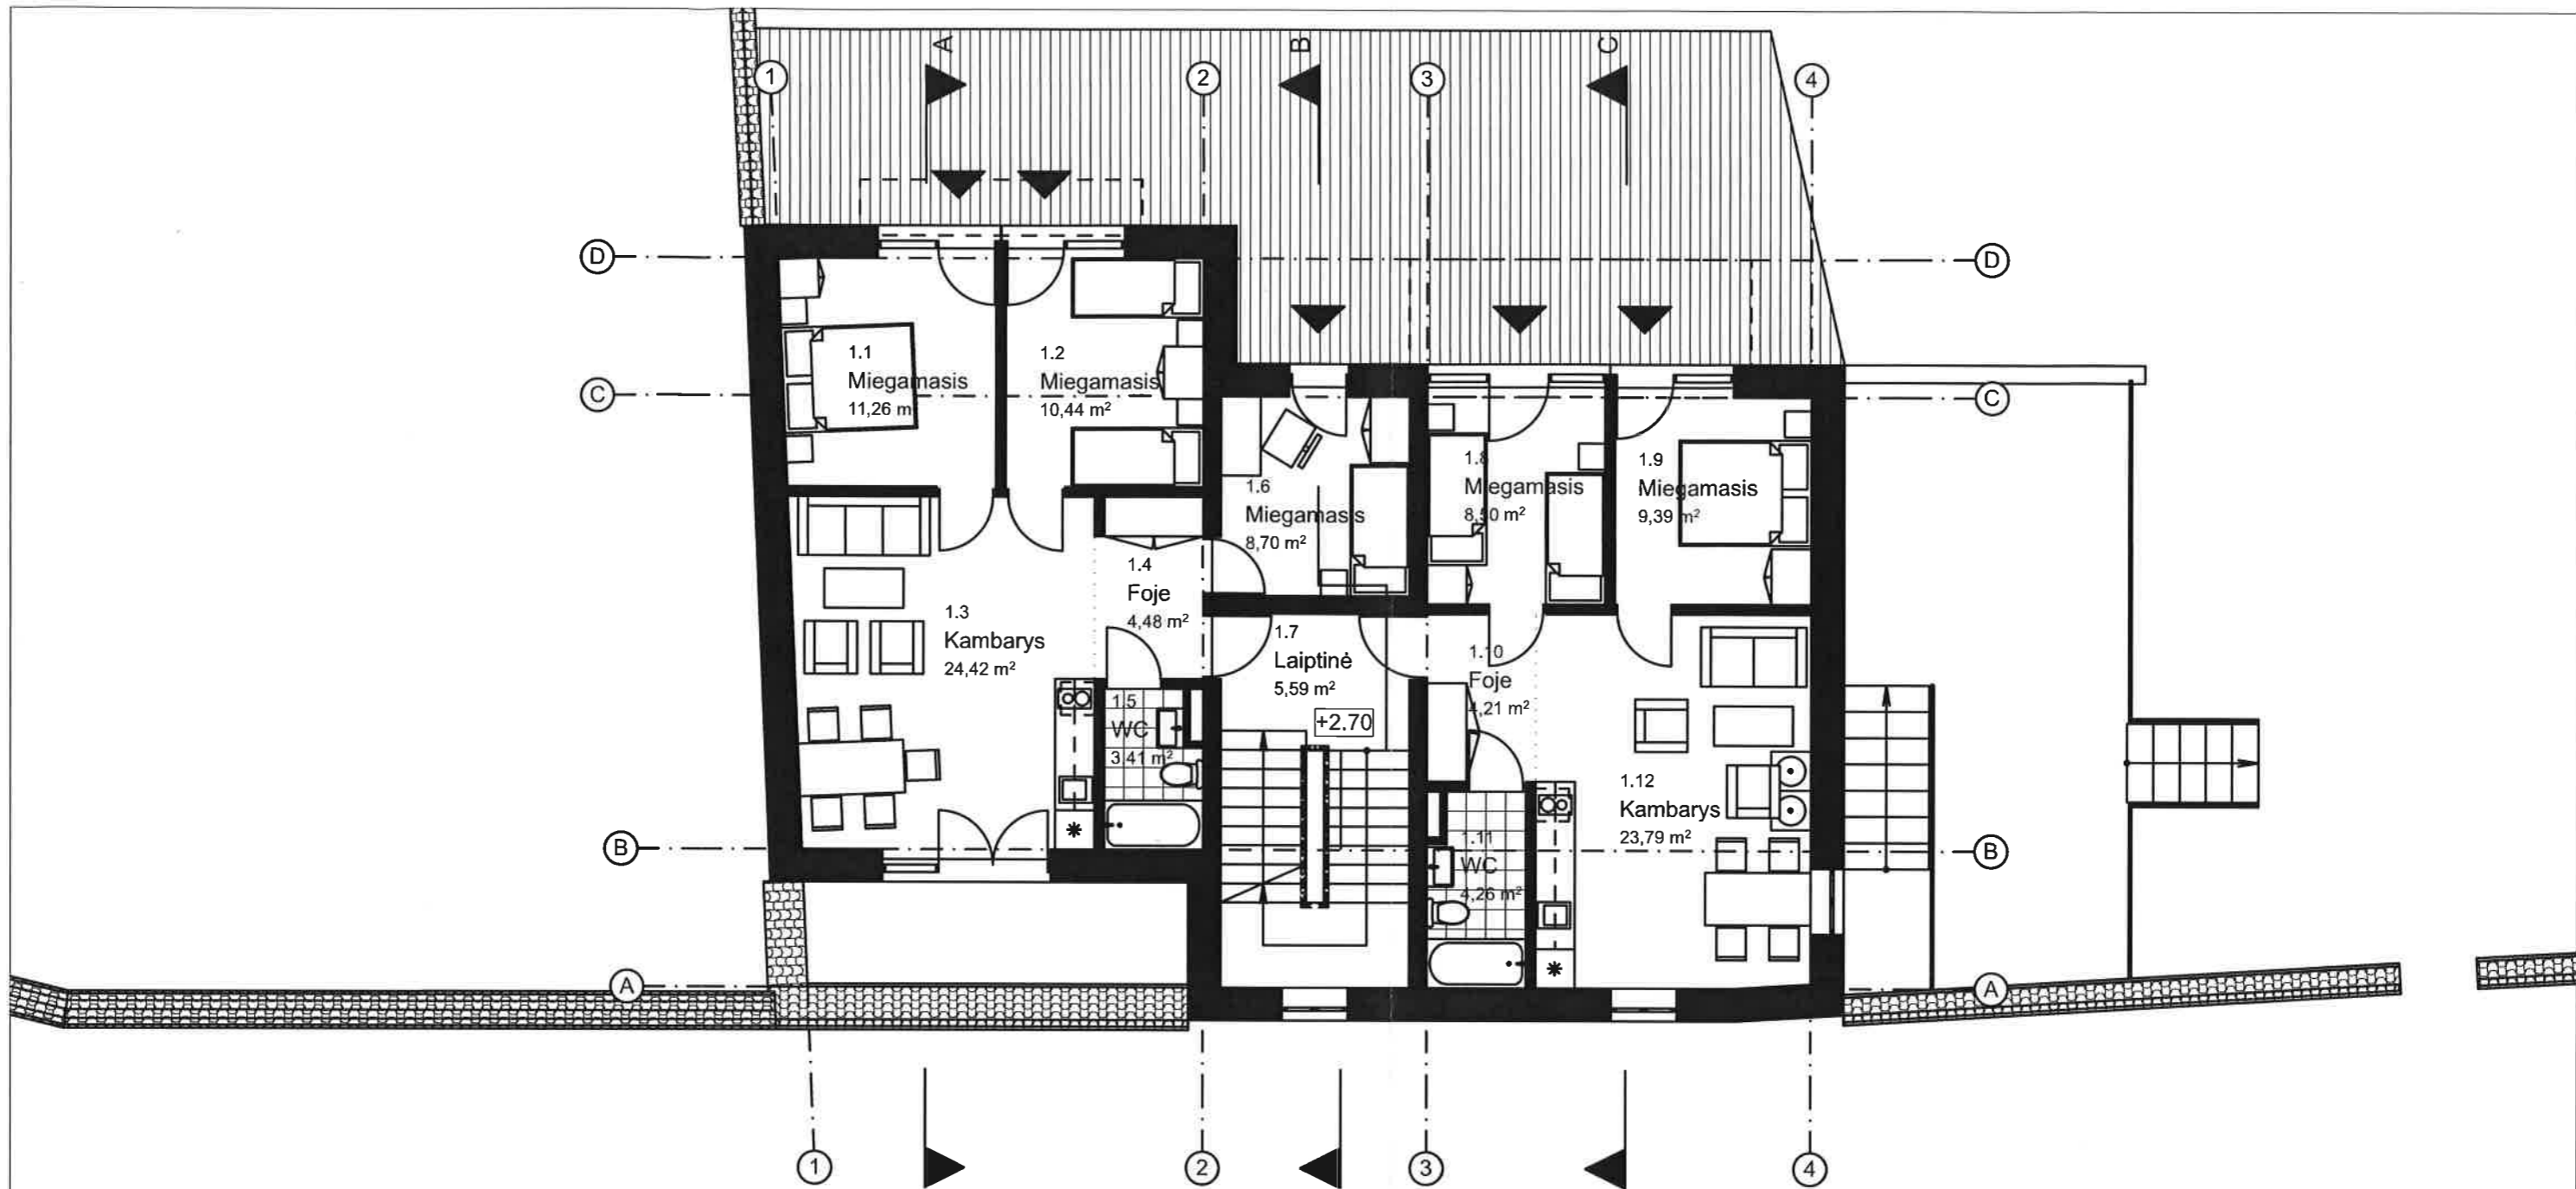 A
B
C
1
2
3
4
D
D
1.1
Miegamasis
11,26 m
1.2
Miegamasis
10,44 m²
C
C
1.6
Miegamasis
8,70 m²
1.8
Miegamasis
8,50 m²
1.9
Miegamasis
9,39 m²
1.4
Foje
4,48 m²
1.3
Kambarys
24,42 m²
1.7
Laiptinė
5,59 m²
+2.70
1.10
Foje
4,21 m²
1.5
WC
3.41 m²
1.12
Kambarys
23,79 m²
1.11
WC
4,26 m²
B
B
A
A
1
2
3
4